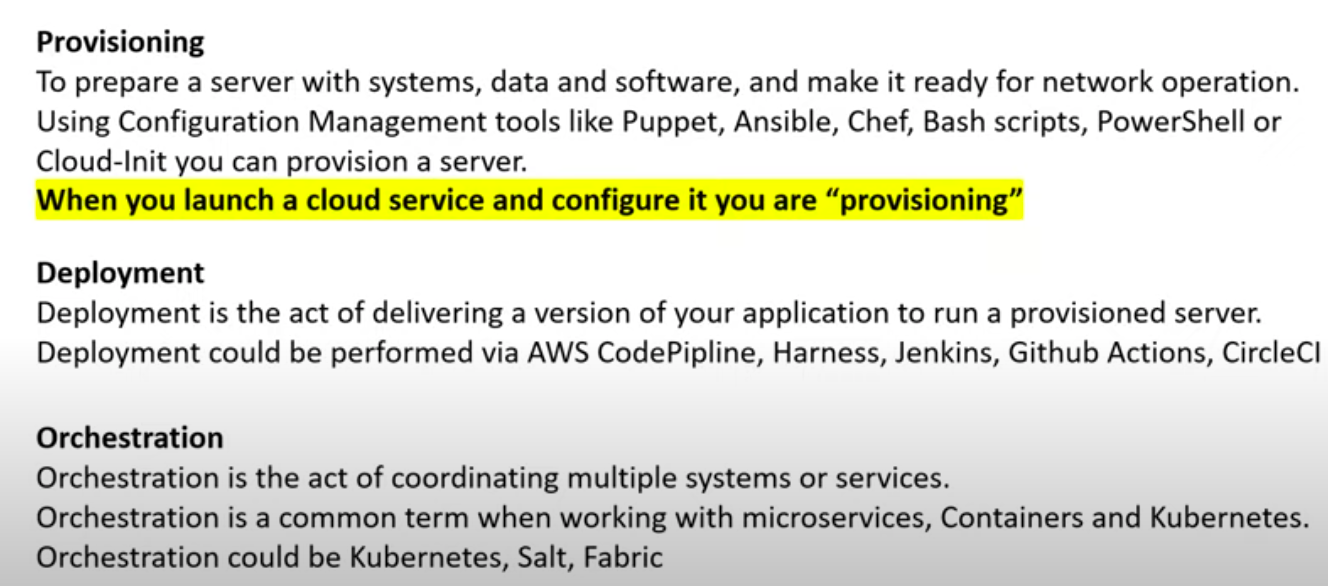 Provisioning
To prepare a server with systems, data and software, and make it ready for network operation.
Using Configuration Management tools like Puppet, Ansible, Chef, Bash scripts, PowerShell or
Cloud-Init you can provision a server.
When you launch a cloud service and configure it you are “provisioning”
Deployment
Deployment is the act of delivering a version of your application to run a provisioned server.
Deployment could be performed via AWS CodePipline, Harness, Jenkins, Github Actions, CircleCI
Orchestration
Orchestration is the act of coordinating multiple systems or services.
Orchestration is a common term when working with microservices, Containers and Kubernetes.
Orchestration could be Kubernetes, Salt, Fabric